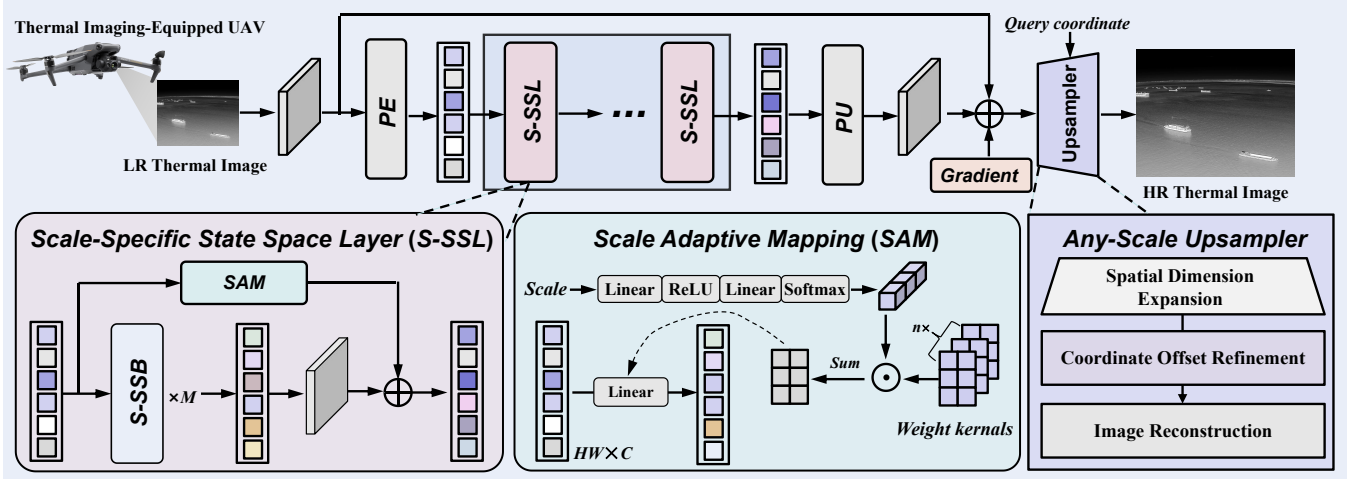 Thermal Imaging-Equipped UAV
LR Thermal Image
PE
S-SSL
...
S-SSL
PU
Gradient
Query coordinate
Upsampler
HR Thermal Image
Scale-Specific State Space Layer (S-SSL)
SAM
S-SSB
×M
Scale Adaptive Mapping (SAM)
Scale
Linear
ReLU
Linear
Softmax
n×
Linear
Sum
HW×C
Weight kernals
Any-Scale Upsampler
Spatial Dimension
Expansion
Coordinate Offset Refinement
Image Reconstruction